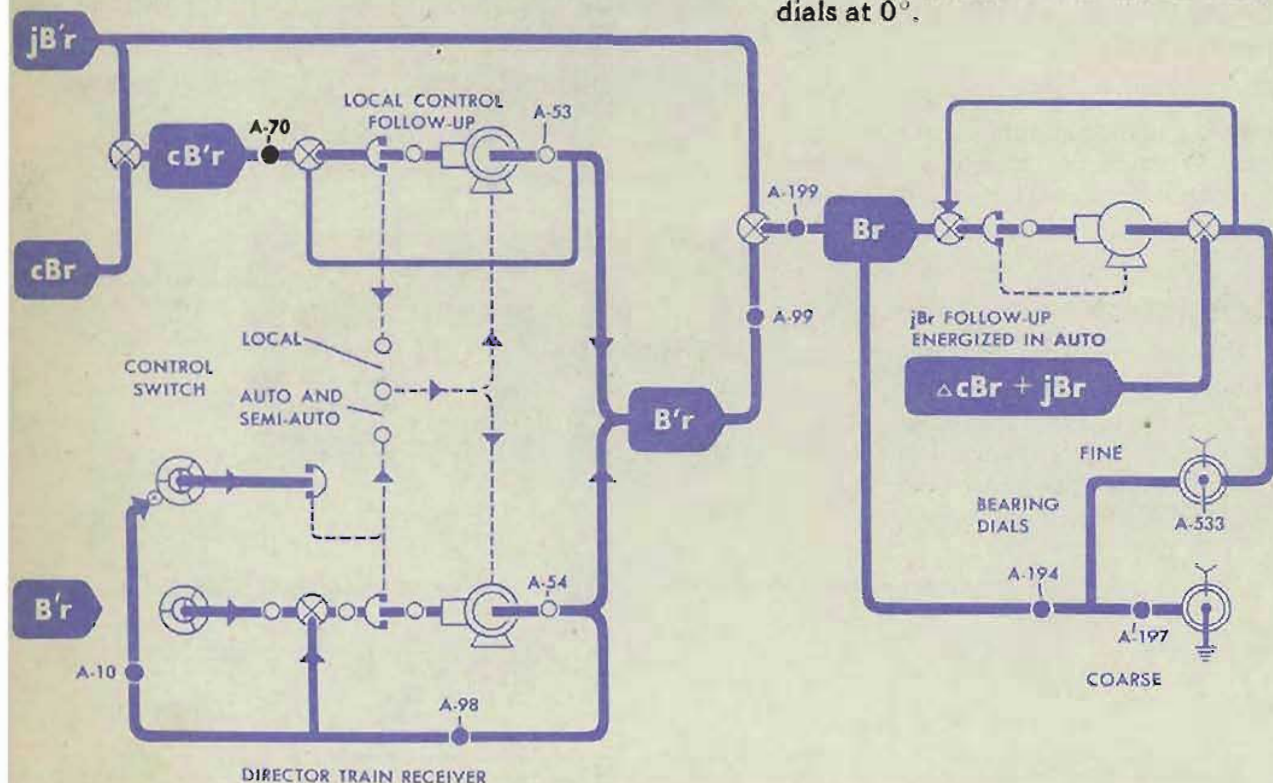 dials at 0°.
jB'r
LOCAL CONTROL
FOLLOW-UP
A-53
A-70
cB'r
A-199
Br
cBr
A-99
jBr FOLLOW-UP
ENERGIZED IN AUTO
LOCAL
CONTROL
SWITCH
AUTO AND
SEMI-AUTO
△cBr + jBr
B'r
FINE
BEARING
DIALS
A-533
A-54
A-194
B'r
A-197
A-10
COARSE
A-98
DIRECTOR TRAIN RECEIVER